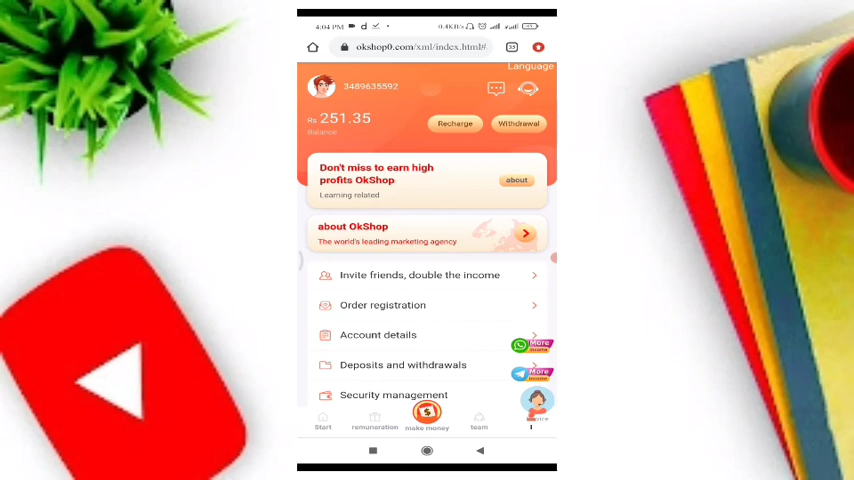 4:04 PM
0.4KB/s
okshop0.com/xml/index.html#
Language
3489635592
Rs 251.35
Balance
Recharge
Withdrawal
Don't miss to earn high
profits OkShop
about
Learning related
about OkShop
The world's leading marketing agency
Invite friends, double the income
Order registration
Account details
More
income
Deposits and withdrawals
More
income
Security management
Start
remuneration
make money
team